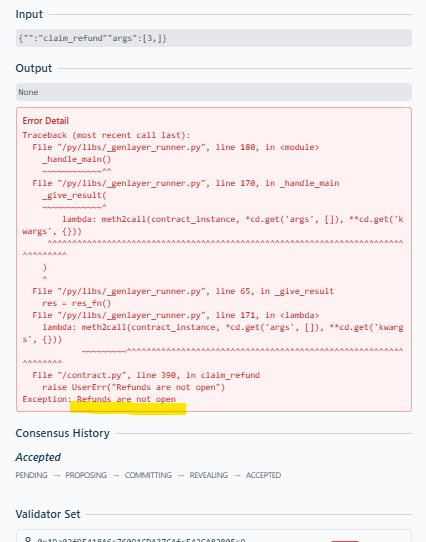 Input
{"":"claim_refund""args":[3,]}
Output
None
Error Detail
Traceback (most recent call last):
File "/py/libs/_genlayer_runner.py", line 180, in <module>
_handle_main()
~~~~~~~~~~~~^^
File "/py/libs/_genlayer_runner.py", line 170, in _handle_main
_give_result(
~~~~~~~~~~~~^
lambda: meth2call(contract_instance, *cd.get('args', []), **cd.get('k
wargs', {}))
^^^^^^^^^^^^^^^^^^^^^^^^^^^^^^^^^^^^^^^^^^^^^^^^^^^^^^^^^^^^^^^^^^^^^
^^^^^^^^^
)
^
File "/py/libs/_genlayer_runner.py", line 65, in _give_result
res = res_fn()
File "/py/libs/_genlayer_runner.py", line 171, in <lambda>
lambda: meth2call(contract_instance, *cd.get('args', []), **cd.get('kwarg
s', {}))
~~~~~~~~~^^^^^^^^^^^^^^^^^^^^^^^^^^^^^^^^^^^^^^^^^^^^^^^^^^^^^^^^
^^^^^^^^
File "/contract.py", line 390, in claim_refund
raise UserErr("Refunds are not open")
Exception: Refunds are not open
Consensus History
Accepted
PENDING → PROPOSING → COMMITTING → REVEALING → ACCEPTED
Validator Set